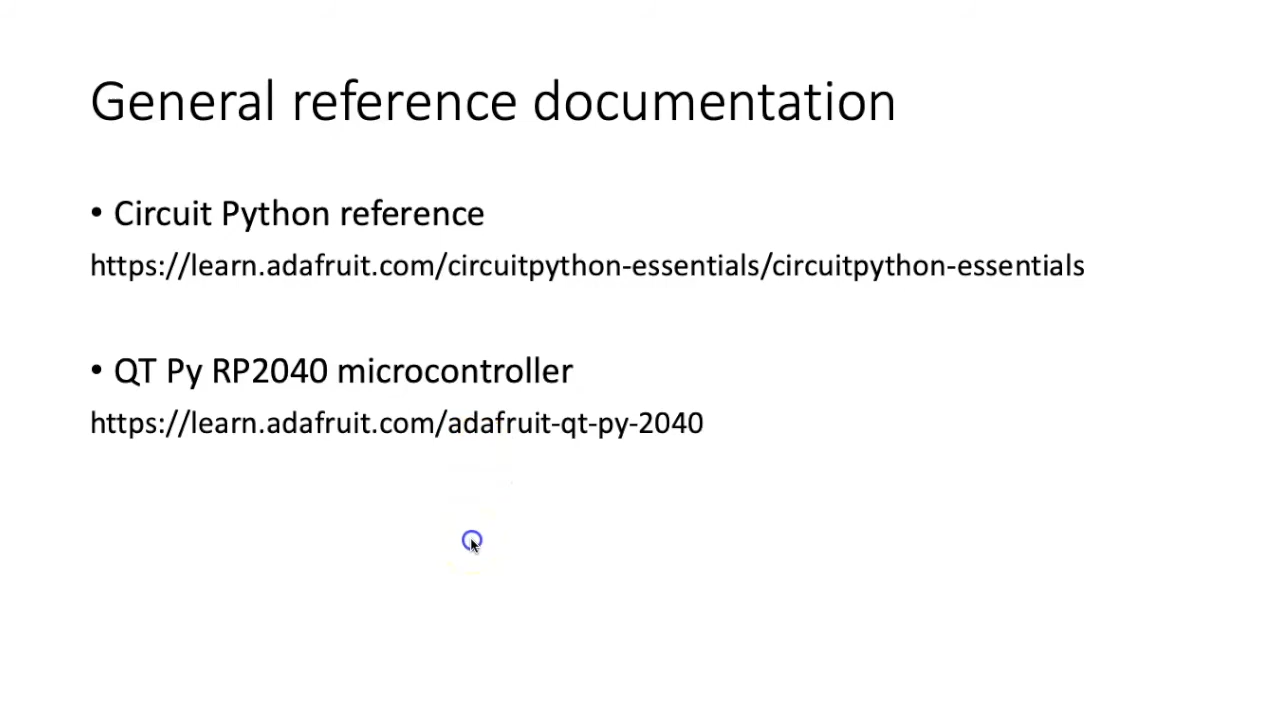 General reference documentation
• Circuit Python reference
https://learn.adafruit.com/circuitpython-essentials/circuitpython-essentials
• QT Py RP2040 microcontroller
https://learn.adafruit.com/adafruit-qt-py-2040